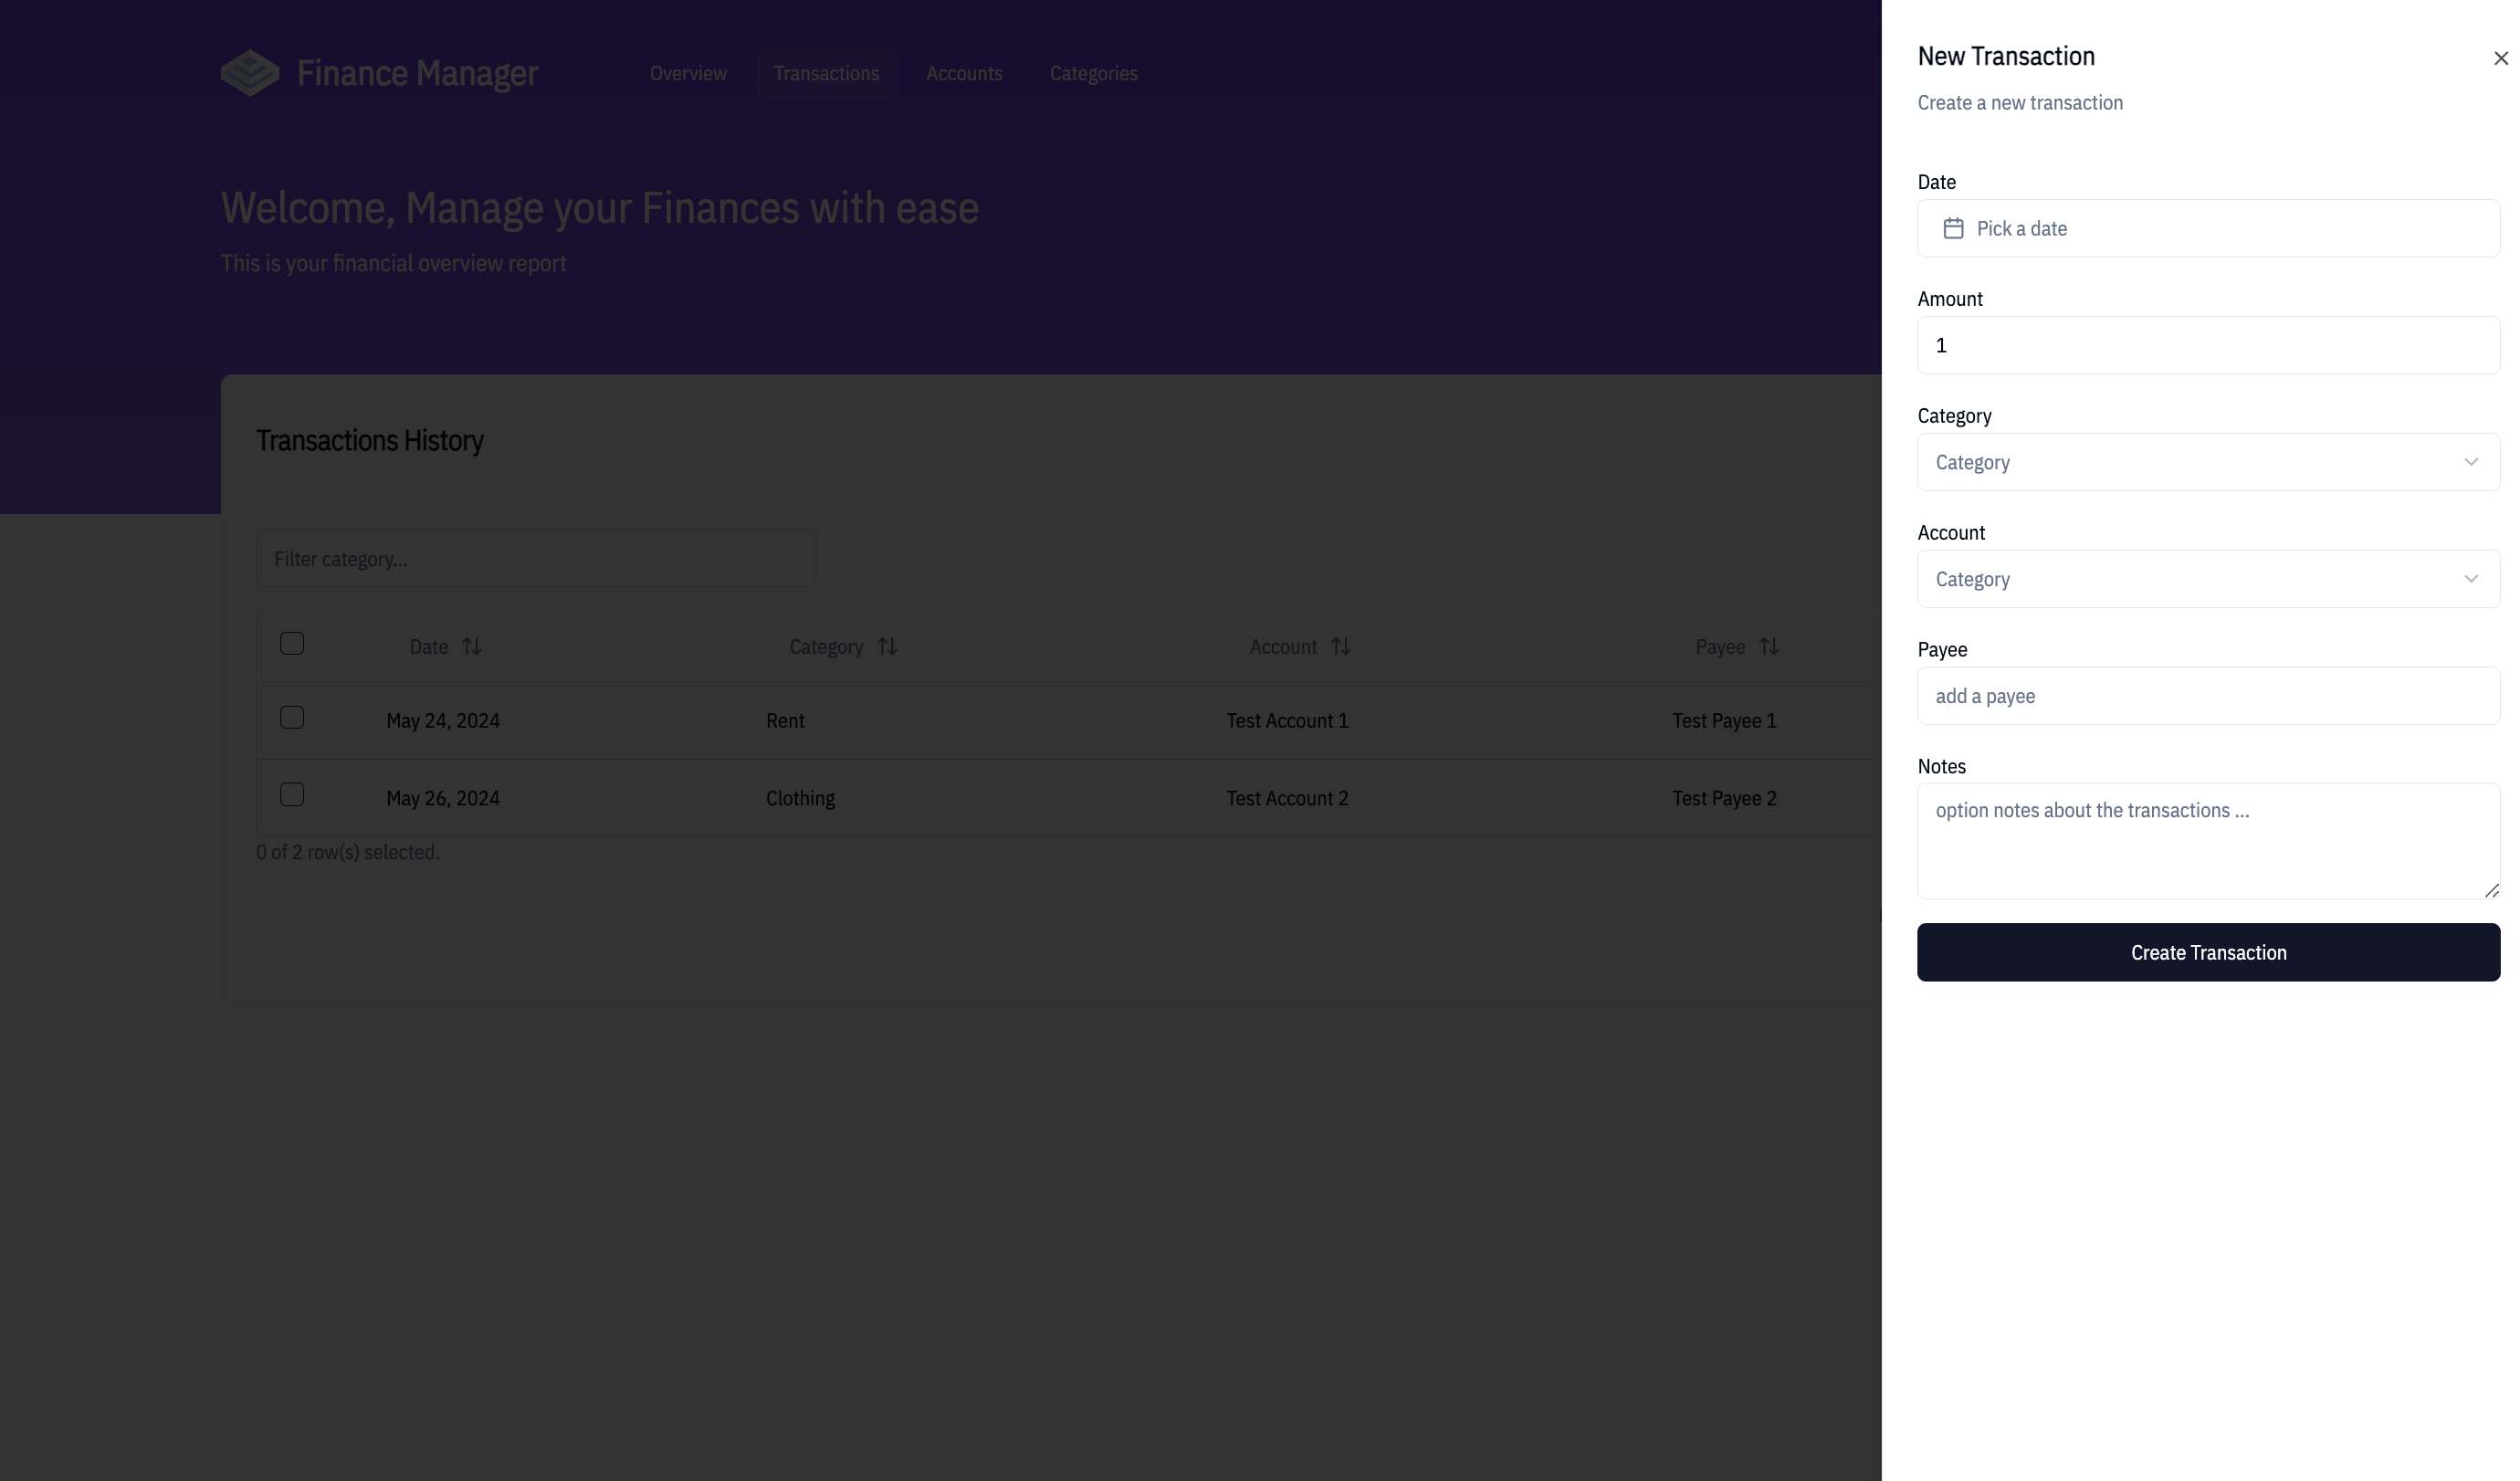 Finance Manager
Overview
Transactions
Accounts
Categories
Welcome, Manage your Finances with ease
This is your financial overview report
Transactions History
Filter category...
Date
Category
Account
Payee
May 24, 2024
Rent
Test Account 1
Test Payee 1
May 26, 2024
Clothing
Test Account 2
Test Payee 2
0 of 2 row(s) selected.
New Transaction
Create a new transaction
Date
Pick a date
Amount
1
Category
Category
Account
Category
Payee
add a payee
Notes
option notes about the transactions ...
Create Transaction